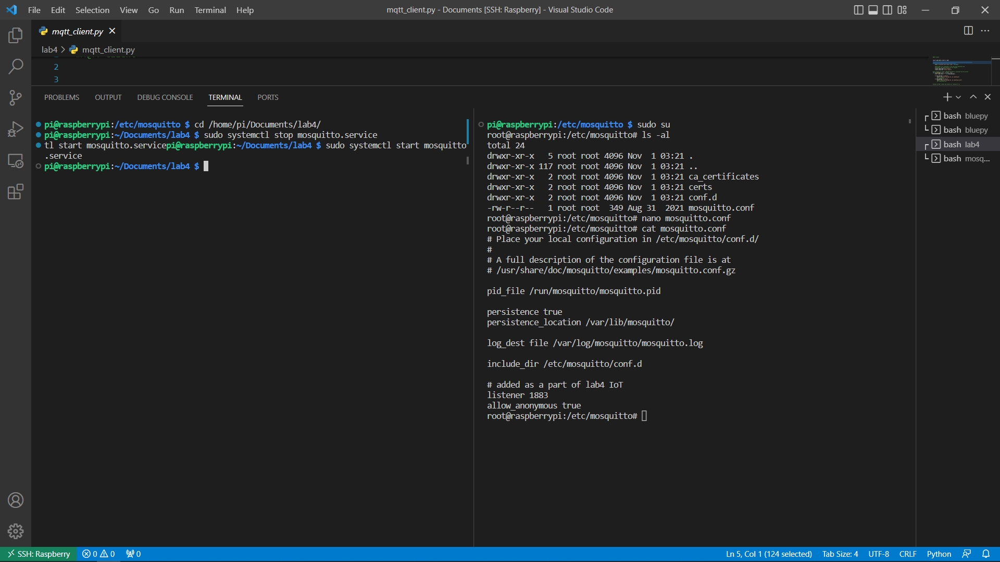 File Edit Selection View Go Run Terminal Help
mqtt_client.py - Documents [SSH: Raspberry] - Visual Studio Code
mqtt_client.py
lab4 > mqtt_client.py
2
3
PROBLEMS OUTPUT DEBUG CONSOLE TERMINAL PORTS
pi@raspberrypi:/etc/mosquitto $ cd /home/pi/Documents/lab4/
pi@raspberrypi:~/Documents/lab4 $ sudo systemctl stop mosquitto.service
tl start mosquitto.servicepi@raspberrypi:~/Documents/lab4 $ sudo systemctl start mosquitto
.service
pi@raspberrypi:~/Documents/lab4 $
pi@raspberrypi:/etc/mosquitto $ sudo su
root@raspberrypi:/etc/mosquitto# ls -al
total 24
drwxr-xr-x   5 root root 4096 Nov  1 03:21 .
drwxr-xr-x 117 root root 4096 Nov  1 03:21 ..
drwxr-xr-x   2 root root 4096 Nov  1 03:21 ca_certificates
drwxr-xr-x   2 root root 4096 Nov  1 03:21 certs
drwxr-xr-x   2 root root 4096 Nov  1 03:21 conf.d
-rw-r--r--   1 root root  349 Aug 31  2021 mosquitto.conf
root@raspberrypi:/etc/mosquitto# nano mosquitto.conf
root@raspberrypi:/etc/mosquitto# cat mosquitto.conf
# Place your local configuration in /etc/mosquitto/conf.d/
#
# A full description of the configuration file is at
# /usr/share/doc/mosquitto/examples/mosquitto.conf.gz
pid_file /run/mosquitto/mosquitto.pid
persistence true
persistence_location /var/lib/mosquitto/
log_dest file /var/log/mosquitto/mosquitto.log
include_dir /etc/mosquitto/conf.d
# added as a part of lab4 IoT
listener 1883
allow_anonymous true
root@raspberrypi:/etc/mosquitto#
bash bluepy
bash bluepy
bash lab4
bash mosq...
SSH: Raspberry 0 0 0
Ln 5, Col 1 (124 selected) Tab Size: 4 UTF-8 CRLF Python